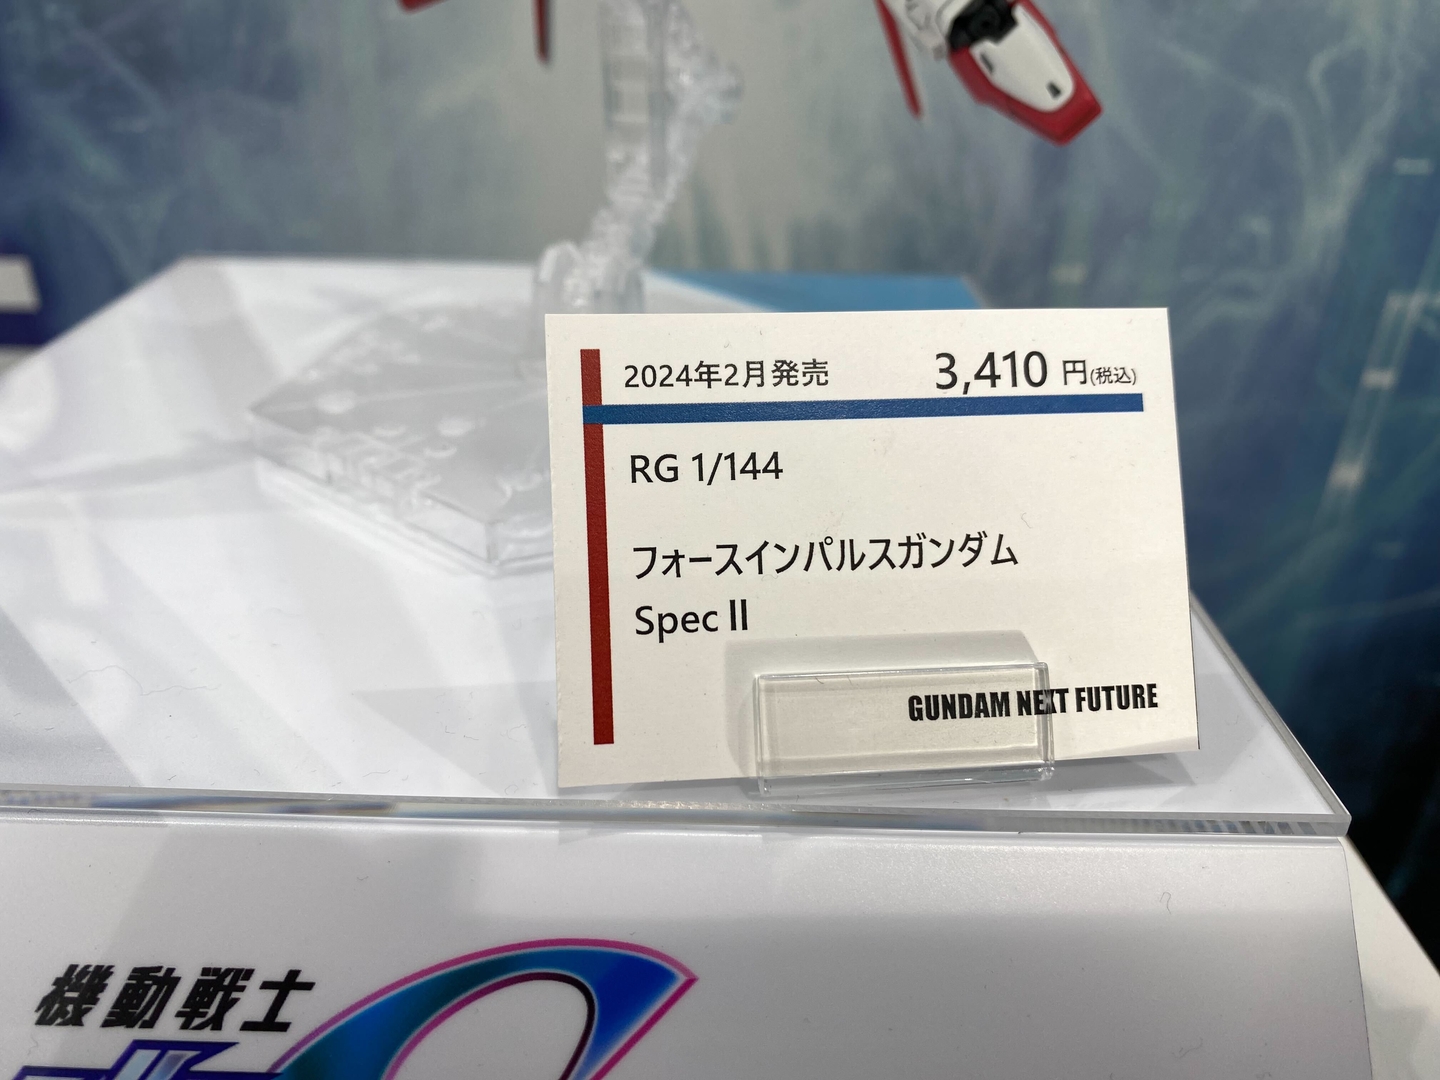 2024年2月発売 3,410 円(税込)
RG 1/144
フォースインパルスガンダム
Spec Ⅱ
GUNDAM NEXT FUTURE
機動戦士